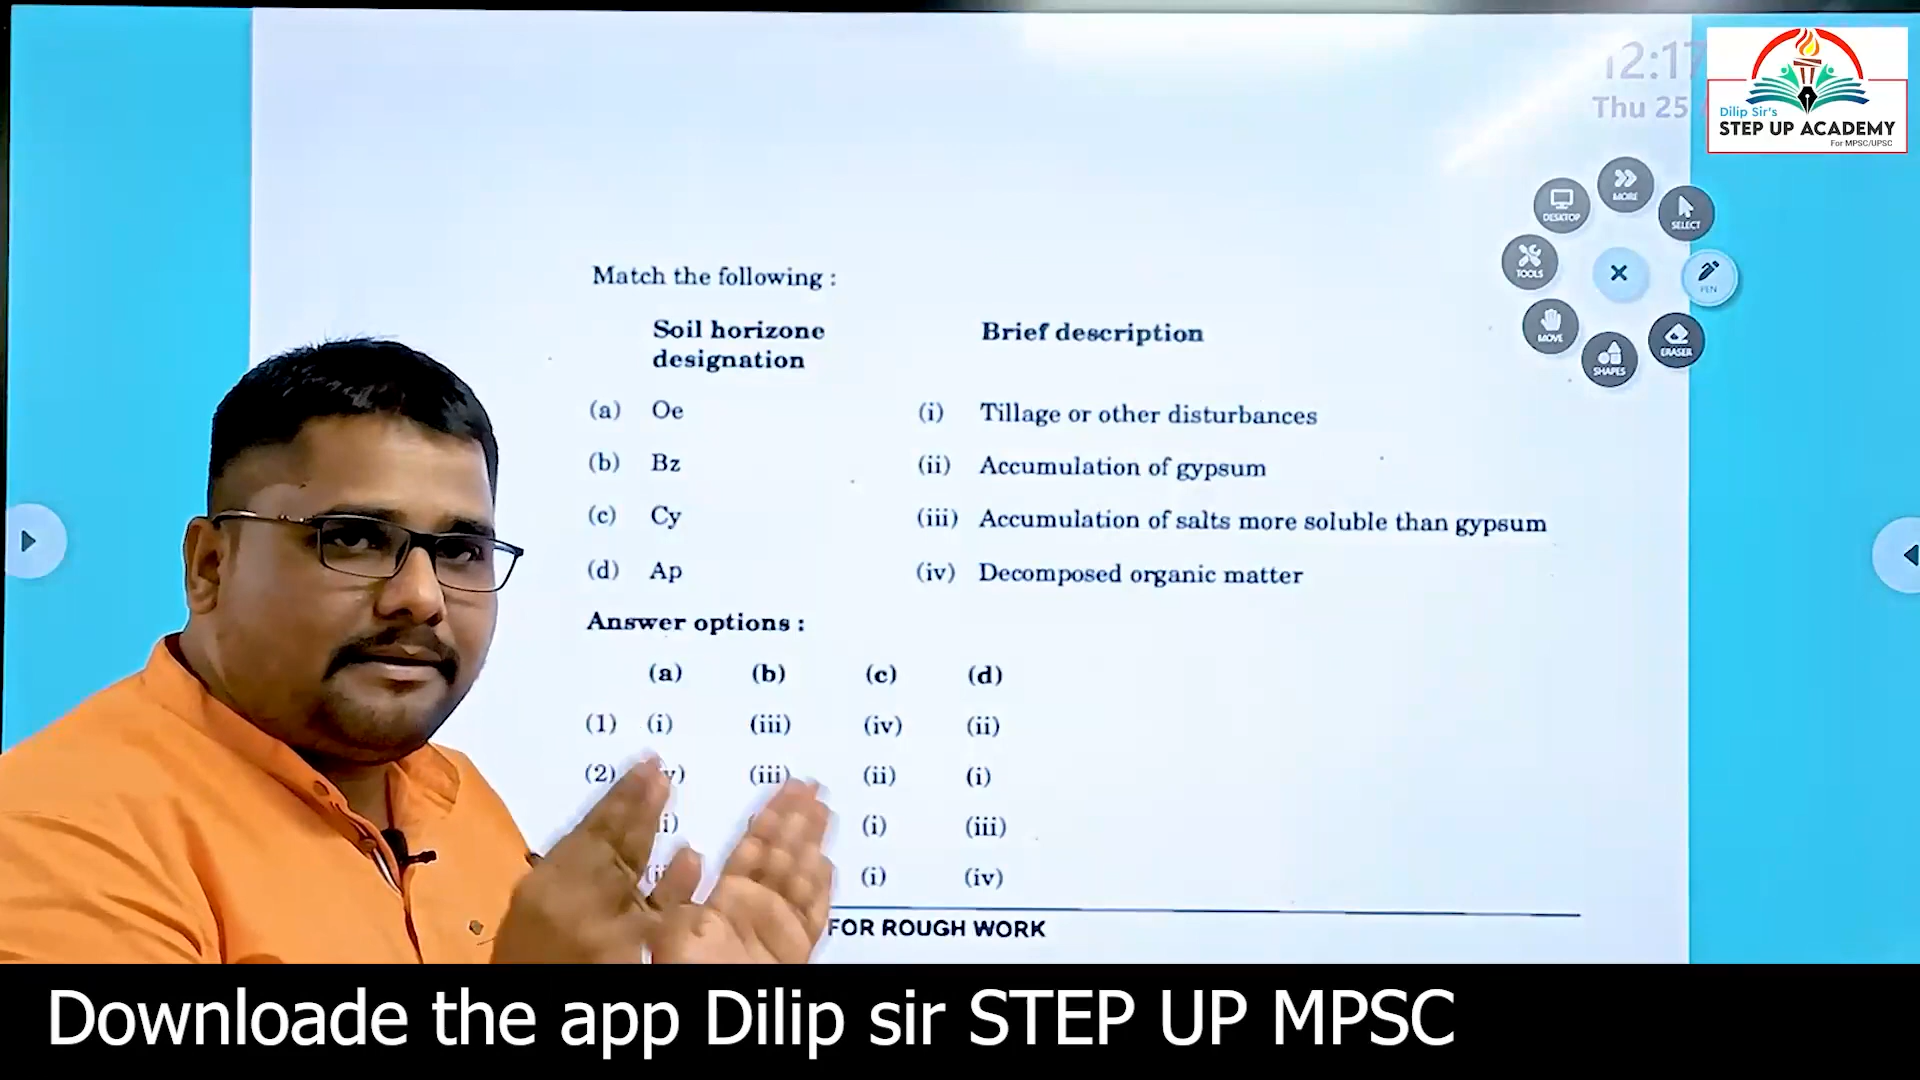 12:17
Thu 25
Dilip Sir's
STEP UP ACADEMY
For MPSC/UPSC
MORE
DESKTOP
SELECT
TOOLS
PEN
MOVE
ERASER
SHAPES
Match the following :
Soil horizone designation
Brief description
(a) Oe (i) Tillage or other disturbances
(b) Bz (ii) Accumulation of gypsum
(c) Cy (iii) Accumulation of salts more soluble than gypsum
(d) Ap (iv) Decomposed organic matter
Answer options :
(a) (b) (c) (d)
(1) (i) (iii) (iv) (ii)
(2) (iii) (ii) (i)
(i) (iii)
(i) (iv)
FOR ROUGH WORK
Downloade the app Dilip sir STEP UP MPSC